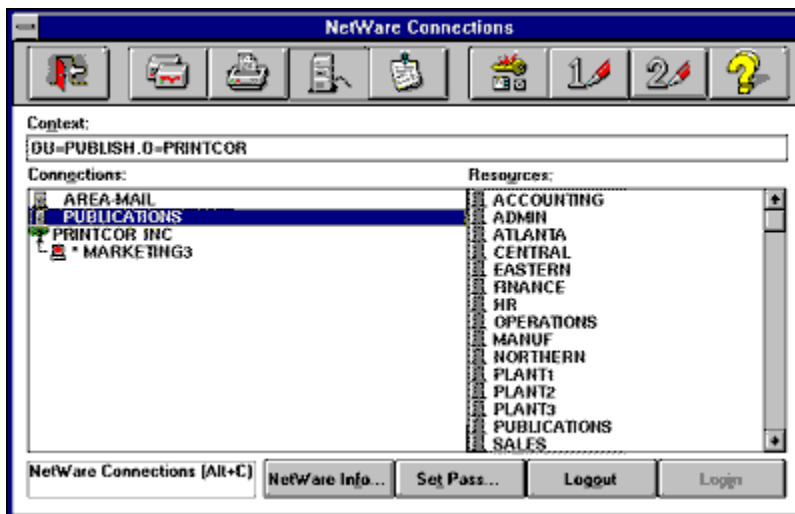 NetWare Connections
1 2 ?
Context:
OU=PUBLISH.O=PRINTCOR
Connections:
Resources:
AREA-MAIL
PUBLICATIONS
PRINTCOR INC
* MARKETING3
ACCOUNTING
ADMIN
ATLANTA
CENTRAL
EASTERN
FINANCE
HR
OPERATIONS
MANUF
NORTHERN
PLANT1
PLANT2
PLANT3
PUBLICATIONS
SALES
NetWare Connections (Alt+C)
NetWare Info...
Set Pass...
Logout
Login